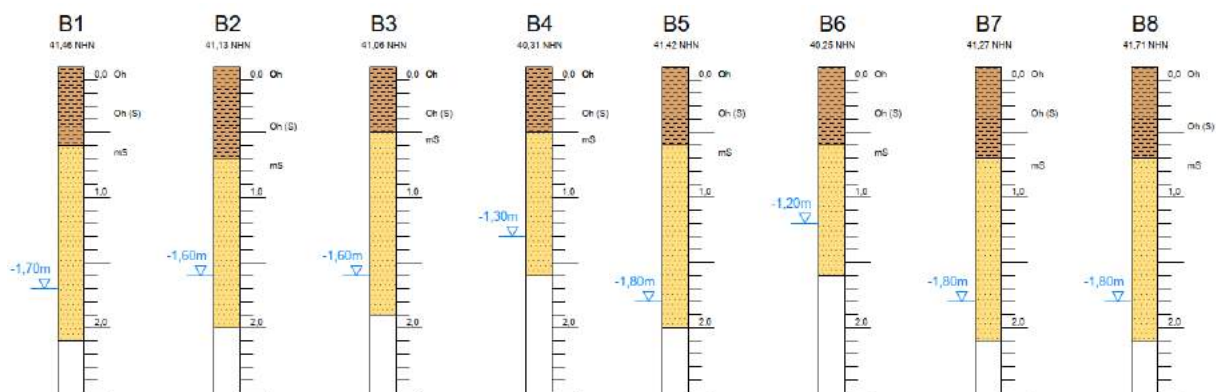 B1
41,46 NHN
0,0 Oh
Oh (S)
mS
1,0
-1,70m
2,0
B2
41,13 NHN
0,0 Oh
Oh (S)
mS
1,0
-1,60m
2,0
B3
41,06 NHN
0,0 Oh
Oh (S)
mS
1,0
-1,60m
2,0
B4
40,31 NHN
0,0 Oh
Oh (S)
mS
1,0
-1,30m
2,0
B5
41,42 NHN
0,0 Oh
Oh (S)
mS
1,0
-1,80m
2,0
B6
40,25 NHN
0,0 Oh
Oh (S)
mS
1,0
-1,20m
2,0
B7
41,27 NHN
0,0 Oh
Oh (S)
mS
1,0
-1,80m
2,0
B8
41,71 NHN
0,0 Oh
Oh (S)
mS
1,0
-1,80m
2,0